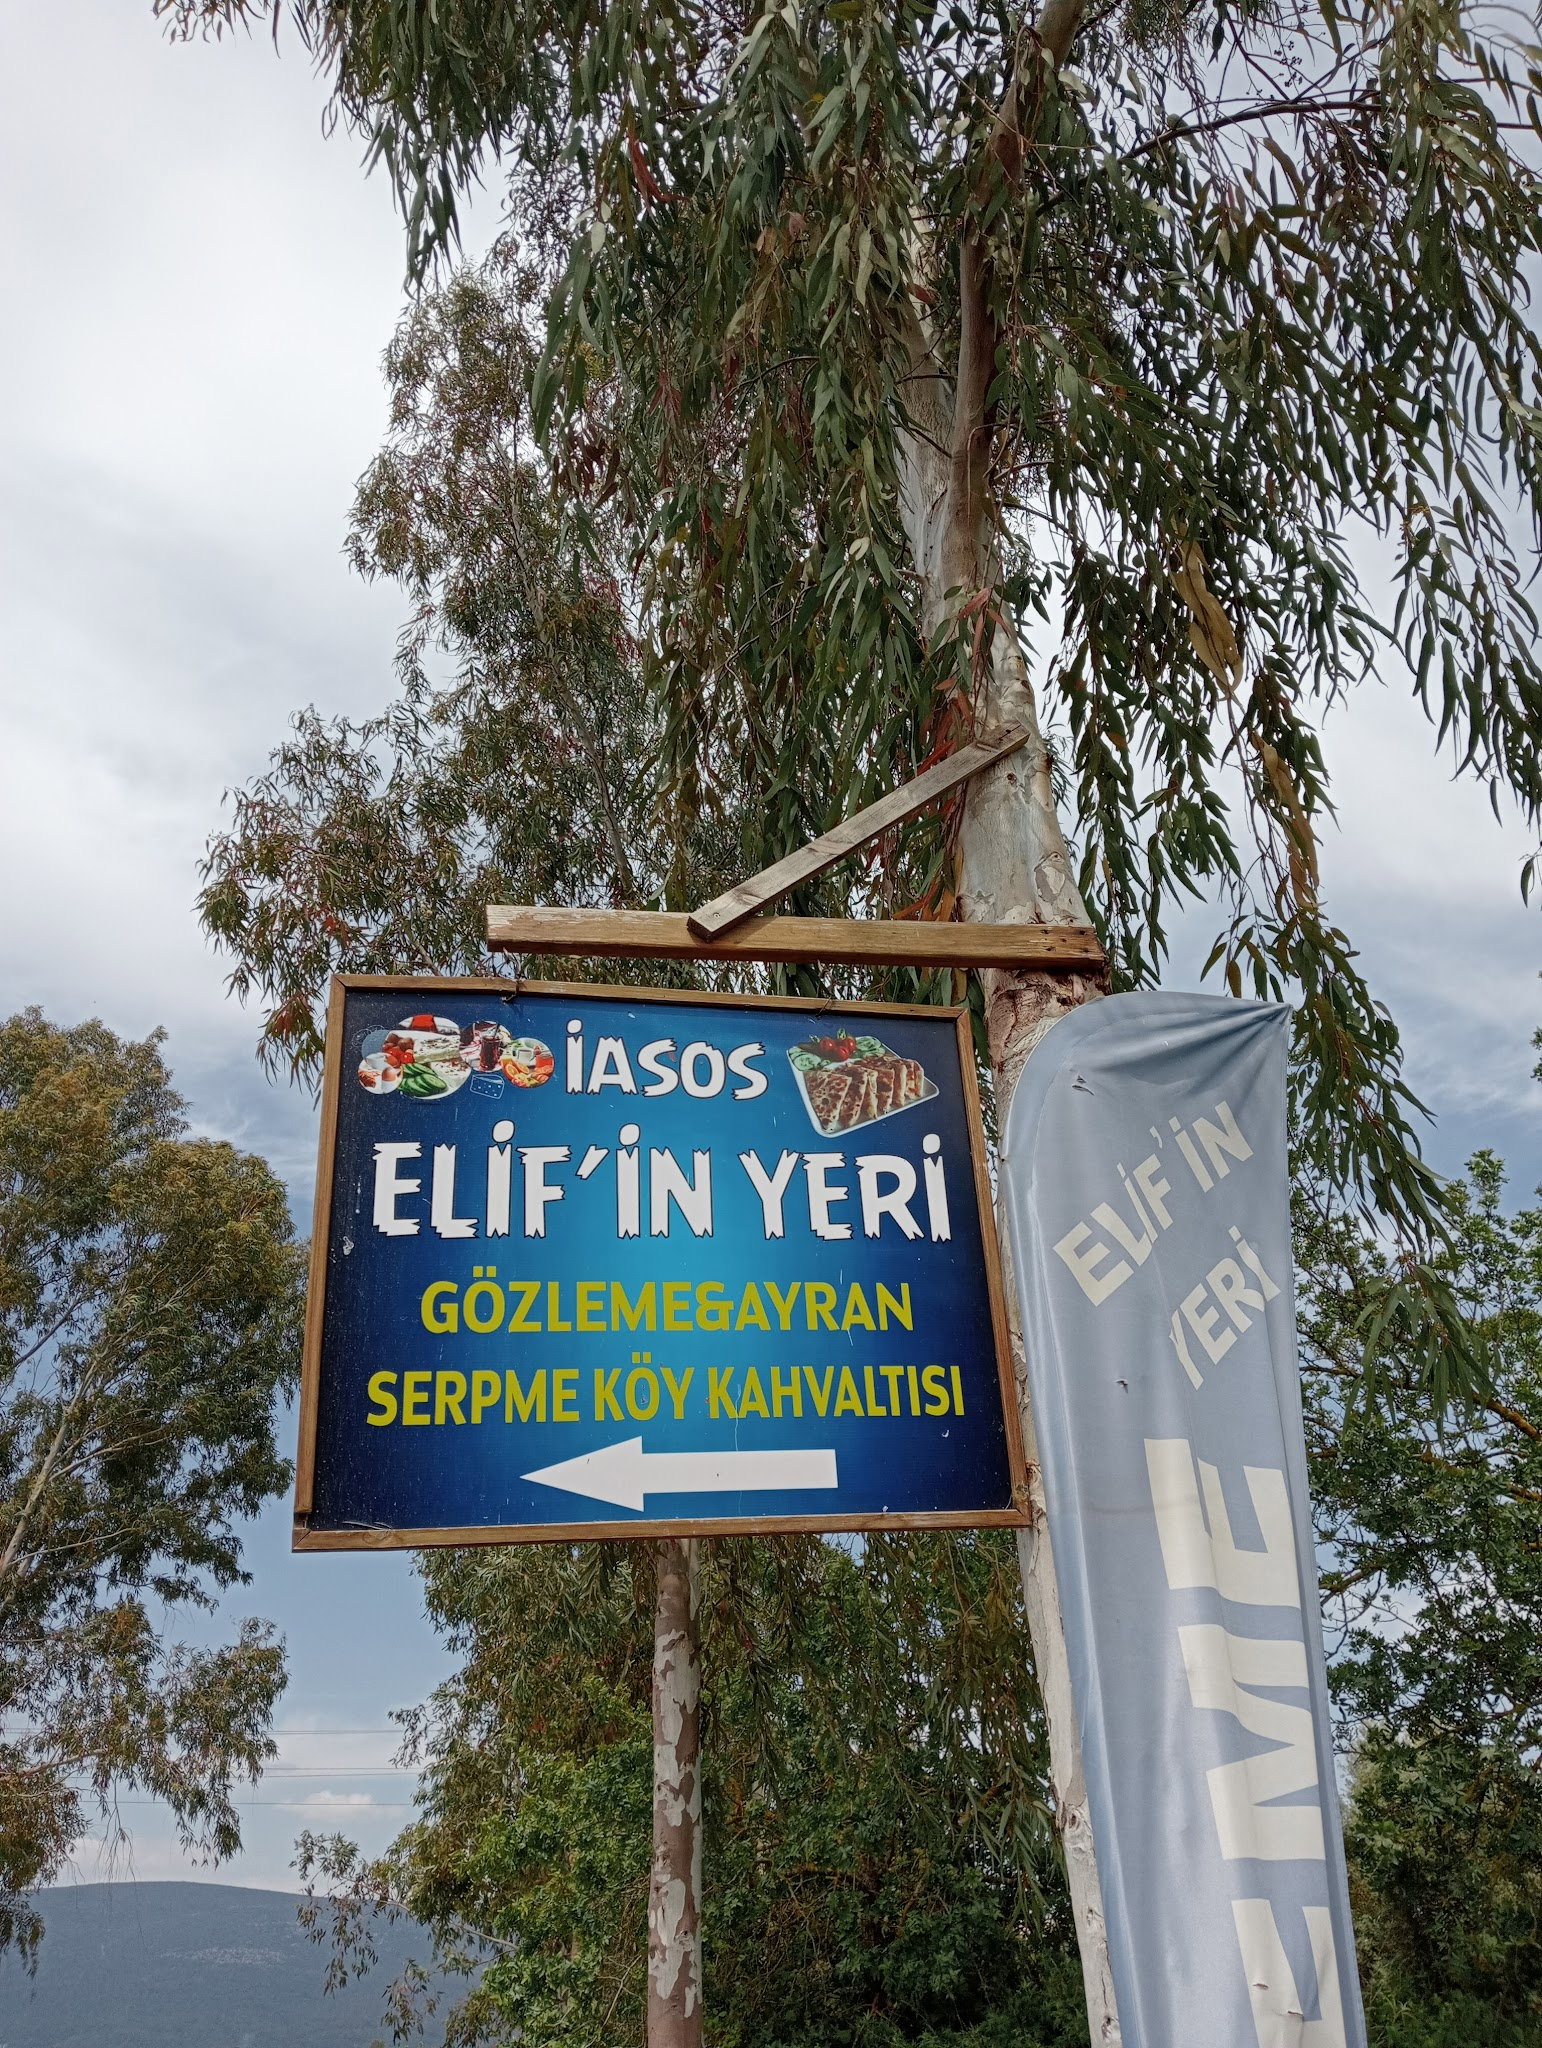 İASOS
ELİF'İN YERİ
GÖZLEME&AYRAN
SERPME KÖY KAHVALTISI
ELİF'İN
YERİ